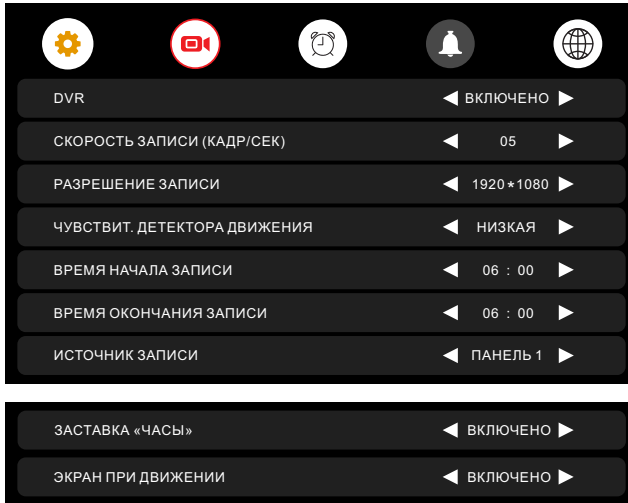 DVR ВКЛЮЧЕНО
СКОРОСТЬ ЗАПИСИ (КАДР/СЕК) 05
РАЗРЕШЕНИЕ ЗАПИСИ 1920*1080
ЧУВСТВИТ. ДЕТЕКТОРА ДВИЖЕНИЯ НИЗКАЯ
ВРЕМЯ НАЧАЛА ЗАПИСИ 06 : 00
ВРЕМЯ ОКОНЧАНИЯ ЗАПИСИ 06 : 00
ИСТОЧНИК ЗАПИСИ ПАНЕЛЬ 1
ЗАСТАВКА «ЧАСЫ» ВКЛЮЧЕНО
ЭКРАН ПРИ ДВИЖЕНИИ ВКЛЮЧЕНО